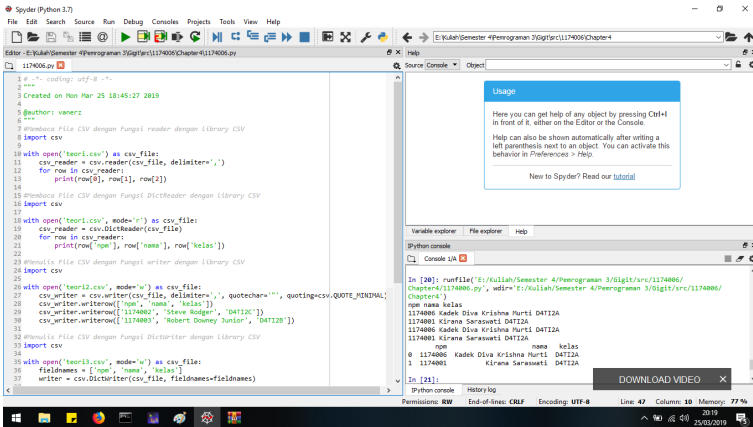 Spyder (Python 3.7)
File Edit Search Source Run Debug Consoles Projects Tools View Help
E:\Kuliah\Semester 4\Pemrograman 3\Gigit\src\1174006\Chapter4
Editor - E:\Kuliah\Semester 4\Pemrograman 3\Gigit\src\1174006\Chapter4\1174006.py
1174006.py
1 # -*- coding: utf-8 -*-
2 """
3 Created on Mon Mar 25 18:45:27 2019
4
5 @author: vanerz
6 """
7 #Membaca File CSV dengan Fungsi reader dengan library CSV
8 import csv
9
10 with open('teori.csv') as csv_file:
11 csv_reader = csv.reader(csv_file, delimiter=',')
12 for row in csv_reader:
13 print(row[0], row[1], row[2])
14
15 #Membaca File CSV dengan Fungsi DictReader dengan library CSV
16 import csv
17
18 with open('teori.csv', mode='r') as csv_file:
19 csv_reader = csv.DictReader(csv_file)
20 for row in csv_reader:
21 print(row['npm'], row['nama'], row['kelas'])
22
23 #Menulis File CSV dengan Fungsi writer dengan library CSV
24 import csv
25
26 with open('teori2.csv', mode='w') as csv_file:
27 csv_writer = csv.writer(csv_file, delimiter=',', quotechar='"', quoting=csv.QUOTE_MINIMAL)
28 csv_writer.writerow(['npm', 'nama', 'kelas'])
29 csv_writer.writerow(['1174002', 'Steve Rodger', 'D4TI2C'])
30 csv_writer.writerow(['1174003', 'Robert Downey Junior', 'D4TI2B'])
31
32 #Menulis File CSV dengan Fungsi DictWriter dengan library CSV
33 import csv
34
35 with open('teori3.csv', mode='w') as csv_file:
36 fieldnames = ['npm', 'nama', 'kelas']
37 writer = csv.DictWriter(csv_file, fieldnames=fieldnames)
Help
Source Console Object
Usage
Here you can get help of any object by pressing Ctrl+I
in front of it, either on the Editor or the Console.
Help can also be shown automatically after writing a
left parenthesis next to an object. You can activate this
behavior in Preferences > Help.
New to Spyder? Read our tutorial
Variable explorer File explorer Help
IPython console
Console 1/A
In [20]: runfile('E:/Kuliah/Semester 4/Pemrograman 3/Gigit/src/1174006/
Chapter4/1174006.py', wdir='E:/Kuliah/Semester 4/Pemrograman 3/Gigit/src/1174006/
Chapter4')
npm nama kelas
1174006 Kadek Diva Krishna Murti D4TI2A
1174001 Kirana Saraswati D4TI2A
1174006 Kadek Diva Krishna Murti D4TI2A
1174001 Kirana Saraswati D4TI2A
npm nama kelas
0 1174006 Kadek Diva Krishna Murti D4TI2A
1 1174001 Kirana Saraswati D4TI2A
In [21]:
DOWNLOAD VIDEO
IPython console History log
Permissions: RW End-of-lines: CRLF Encoding: UTF-8 Line: 47 Column: 10 Memory: 77 %
20:19
25/03/2019